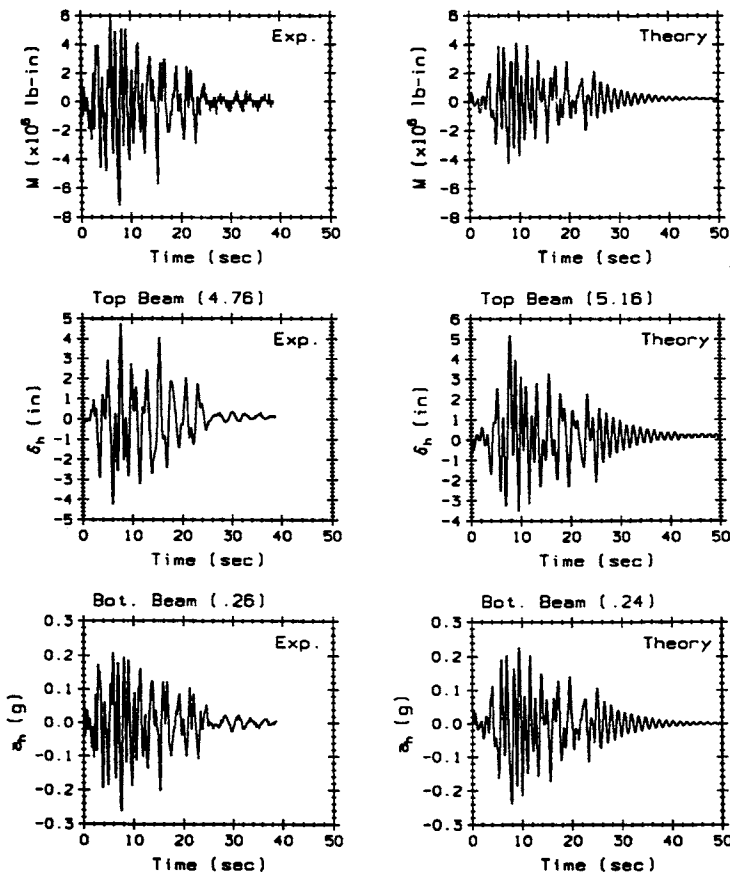 6
4
2
0
-2
-4
-6
-8
M (x10⁶ lb-in)
Exp.
0 10 20 30 40 50
Time (sec)
6
4
2
0
-2
-4
-6
-8
M (x10⁶ lb-in)
Theory
0 10 20 30 40 50
Time (sec)
Top Beam (4.76)
5
4
3
2
1
0
-1
-2
-3
-4
-5
δh (in)
Exp.
0 10 20 30 40 50
Time (sec)
Top Beam (5.16)
6
5
4
3
2
1
0
-1
-2
-3
-4
δh (in)
Theory
0 10 20 30 40 50
Time (sec)
Bot. Beam (.26)
0.3
0.2
0.1
0.0
-0.1
-0.2
-0.3
ah (g)
Exp.
0 10 20 30 40 50
Time (sec)
Bot. Beam (.24)
0.3
0.2
0.1
0.0
-0.1
-0.2
-0.3
ah (g)
Theory
0 10 20 30 40 50
Time (sec)